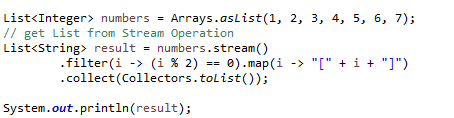 List<Integer> numbers = Arrays.asList(1, 2, 3, 4, 5, 6, 7);
// get List from Stream Operation
List<String> result = numbers.stream()
        .filter(i -> (i % 2) == 0).map(i -> "[" + i + "]")
        .collect(Collectors.toList());

System.out.println(result);